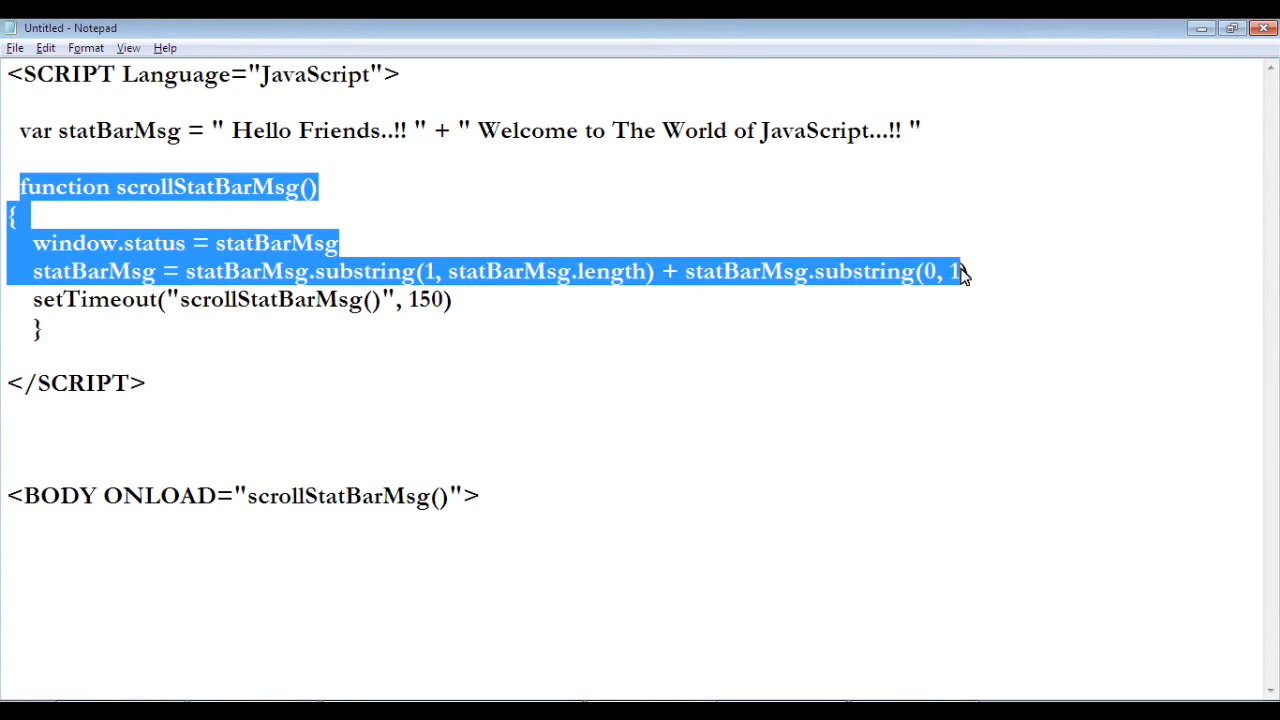 Untitled - Notepad
File Edit Format View Help
<SCRIPT Language="JavaScript">
var statBarMsg = " Hello Friends..!! " + " Welcome to The World of JavaScript...!! "
function scrollStatBarMsg()
{
window.status = statBarMsg
statBarMsg = statBarMsg.substring(1, statBarMsg.length) + statBarMsg.substring(0, 1)
setTimeout("scrollStatBarMsg()", 150)
}
</SCRIPT>
<BODY ONLOAD="scrollStatBarMsg()">